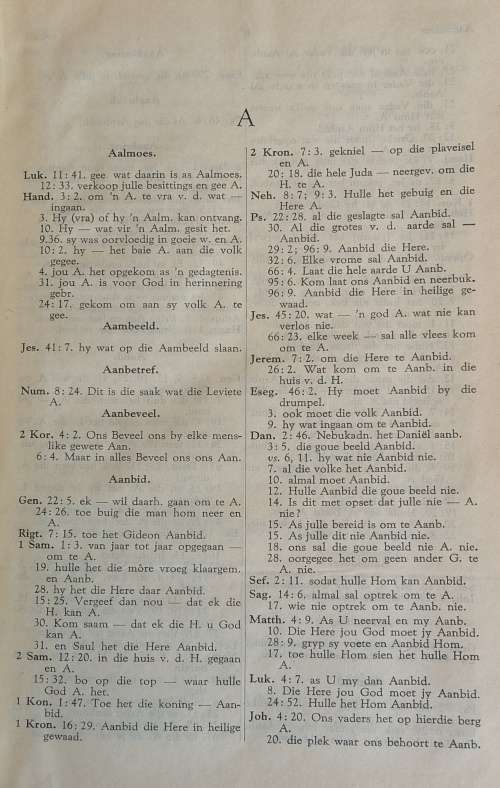 A
Aalmoes.
Luk. 11: 41. gee wat daarin is as Aalmoes.
12: 33. verkoop julle besittings en gee A.
Hand. 3: 2. om 'n A. te vra v. d. wat —
ingaan.
3. Hy (vra) of hy 'n Aalm. kan ontvang.
10. Hy — wat vir 'n Aalm. gesit het.
9.36. sy was oorvloedig in goeie w. en A.
10: 2. hy — het baie A. aan die volk
gegee.
4. jou A. het opgekom as 'n gedagtenis.
31. jou A. is voor God in herinnering
gebr.
24: 17. gekom om aan sy volk A. te
gee.
Aambeeld.
Jes. 41: 7. hy wat op die Aambeeld slaan.
Aanbetref.
Num. 8: 24. Dit is die saak wat die Leviete
A.
Aanbeveel.
2 Kor. 4: 2. Ons Beveel ons by elke mens-
like gewete Aan.
6: 4. Maar in alles Beveel ons ons Aan.
Aanbid.
Gen. 22: 5. ek — wil daarh. gaan om te A.
24: 26. toe buig die man hom neer en
A.
Rigt. 7: 15. toe het Gideon Aanbid.
1 Sam. 1: 3. van jaar tot jaar opgegaan —
om te A.
19. hulle het die môre vroeg klaargem.
en Aanb.
28. hy het die Here daar Aanbid.
15: 25. Vergeef dan nou — dat ek die
H. kan A.
30. Kom saam — dat ek die H. u God
kan A.
31. en Saul het die Here Aanbid.
2 Sam. 12: 20. in die huis v. d. H. gegaan
en A.
15: 32. bo op die top — waar hulle
God A. het.
1 Kon. 1: 47. Toe het die koning — Aan-
bid.
1 Kron. 16: 29. Aanbid die Here in heilige
gewaad.
2 Kron. 7: 3. gekniel — op die plaveisel
en A.
20: 18. die hele Juda — neergev. om die
H. te A.
Neh. 8: 7; 9: 3. Hulle het gebuig en die
Here A.
Ps. 22: 28. al die geslagte sal Aanbid.
30. Al die grotes v. d. aarde sal —
Aanbid.
29: 2; 96: 9. Aanbid die Here.
32: 6. Elke vrome sal Aanbid.
66: 4. Laat die hele aarde U Aanb.
95: 6. Kom laat ons Aanbid en neerbuk.
96: 9. Aanbid die Here in heilige ge-
waad.
Jes. 45: 20. wat — 'n god A. wat nie kan
verlos nie.
66: 23. elke week — sal alle vlees kom
om te A.
Jerem. 7: 2. om die Here te Aanbid.
26: 2. Wat kom om te Aanb. in die
huis v. d. H.
Eseg. 46: 2. Hy moet Aanbid by die
drumpel.
3. ook moet die volk Aanbid.
9. hy wat ingaan om te Aanbid.
Dan. 2: 46. Nebukadn. het Daniël aanb.
3: 5. die goue beeld Aanbid.
vs. 6, 11. hy wat nie Aanbid nie.
7. al die volke het Aanbid.
10. almal moet Aanbid.
12. Hulle Aanbid die goue beeld nie.
14. Is dit met opset dat julle nie — A.
nie?
15. As julle bereid is om te Aanb.
15. As julle dit nie Aanbid nie.
18. ons sal die goue beeld nie A. nie.
28. oorgegee het om geen ander G. te
A. nie.
Sef. 2: 11. sodat hulle Hom kan Aanbid.
Sag. 14: 6. almal sal optrek om te A.
17. wie nie optrek om te Aanb. nie.
Matth. 4: 9. As U neerval en my Aanb.
10. Die Here jou God moet jy Aanbid.
28: 9. gryp sy voete en Aanbid Hom.
17. toe hulle Hom sien het hulle Hom
A.
Luk. 4: 7. as U my dan Aanbid.
8. Die Here jou God moet jy Aanbid.
24: 52. Hulle het Hom Aanbid.
Joh. 4: 20. Ons vaders het op hierdie berg
A.
20. die plek waar ons behoort te Aanb.